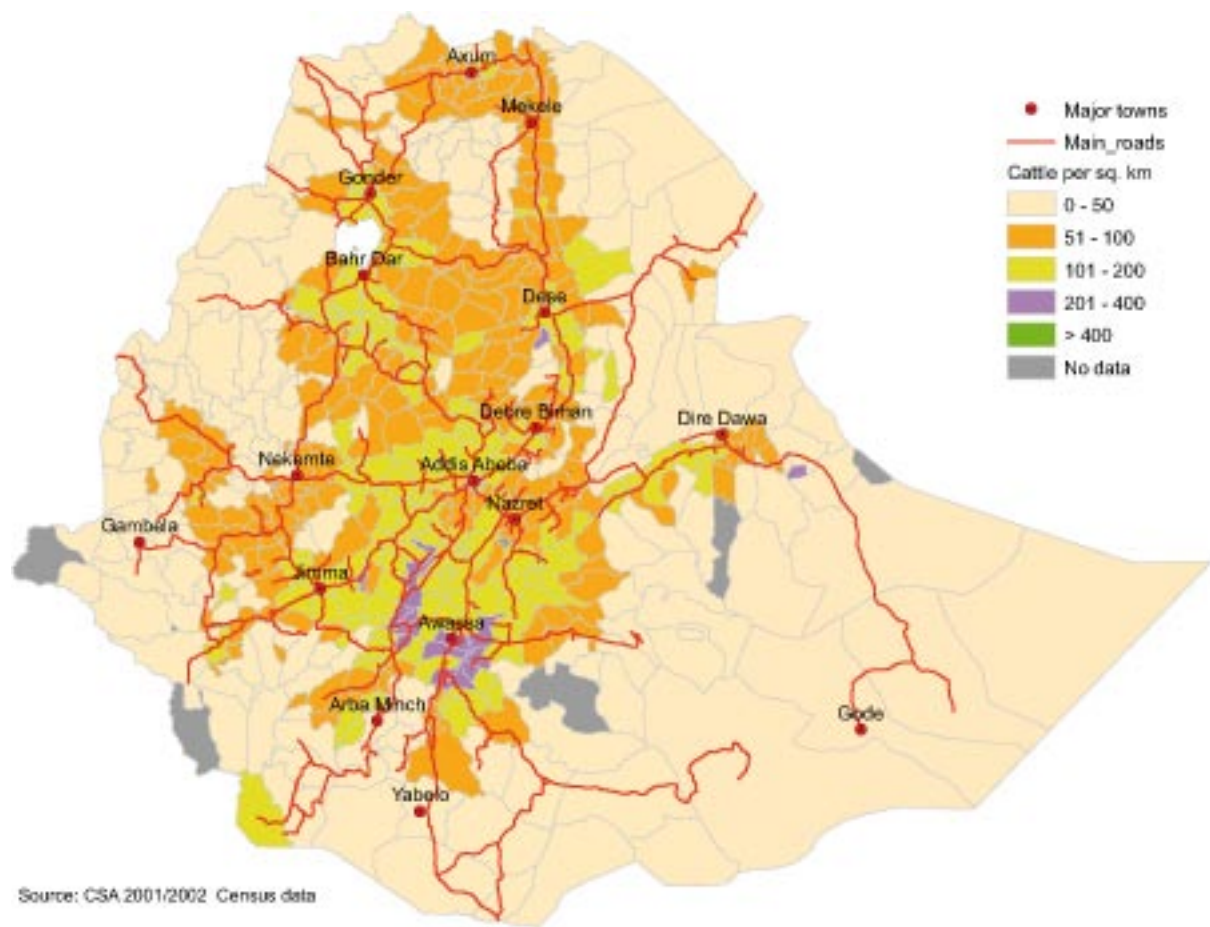 Axum
Mekele
Gonder
Bahr Dar
Dese
Debre Birhan
Dire Dawa
Nekemte
Addis Ababa
Nazret
Gambela
Jimma
Awassa
Arba Minch
Gode
Yabelo
Major towns
Main_roads
Cattle per sq. km
0 - 50
51 - 100
101 - 200
201 - 400
> 400
No data
Source: CSA 2001/2002 Census data